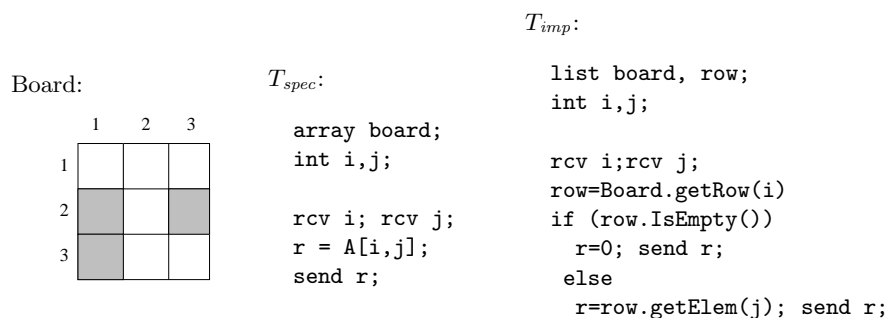 Board:
1 2 3
1
2
3
T_spec:
array board;
int i,j;
rcv i; rcv j;
r = A[i,j];
send r;
T_imp:
list board, row;
int i,j;
rcv i;rcv j;
row=Board.getRow(i)
if (row.IsEmpty())
r=0; send r;
else
r=row.getElem(j); send r;